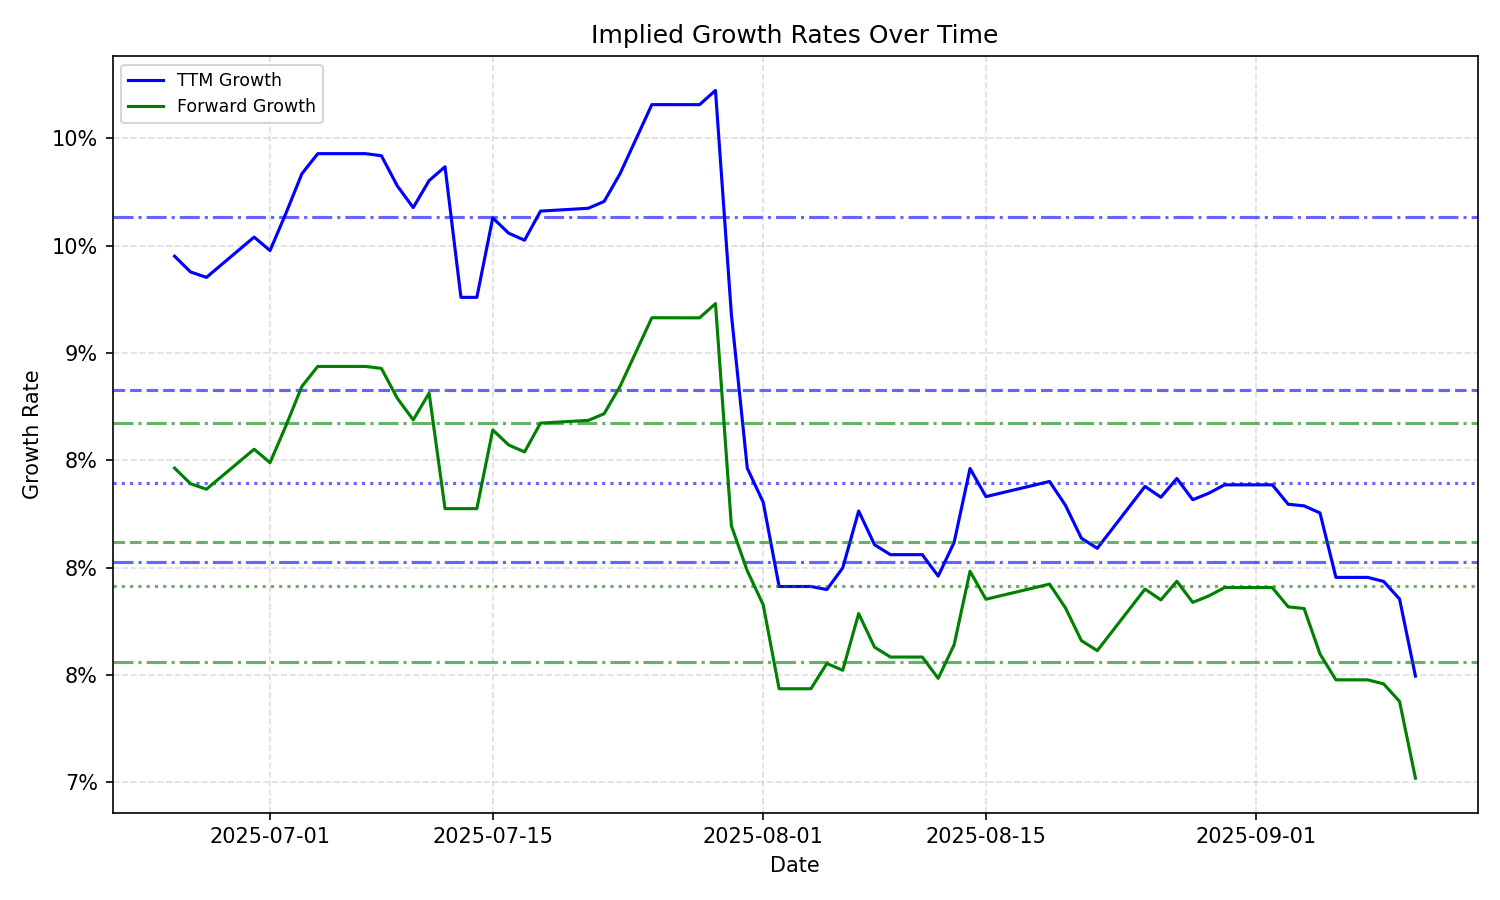 Implied Growth Rates Over Time
TTM Growth
Forward Growth
10%
10%
9%
8%
8%
8%
7%
Growth Rate
2025-07-01
2025-07-15
2025-08-01
2025-08-15
2025-09-01
Date